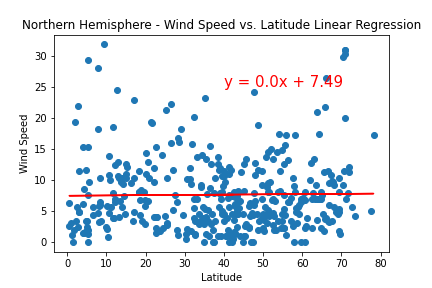 Northern Hemisphere - Wind Speed vs. Latitude Linear Regression
30
25
20
15
10
5
0
Wind Speed
y = 0.0x + 7.49
0 10 20 30 40 50 60 70 80
Latitude